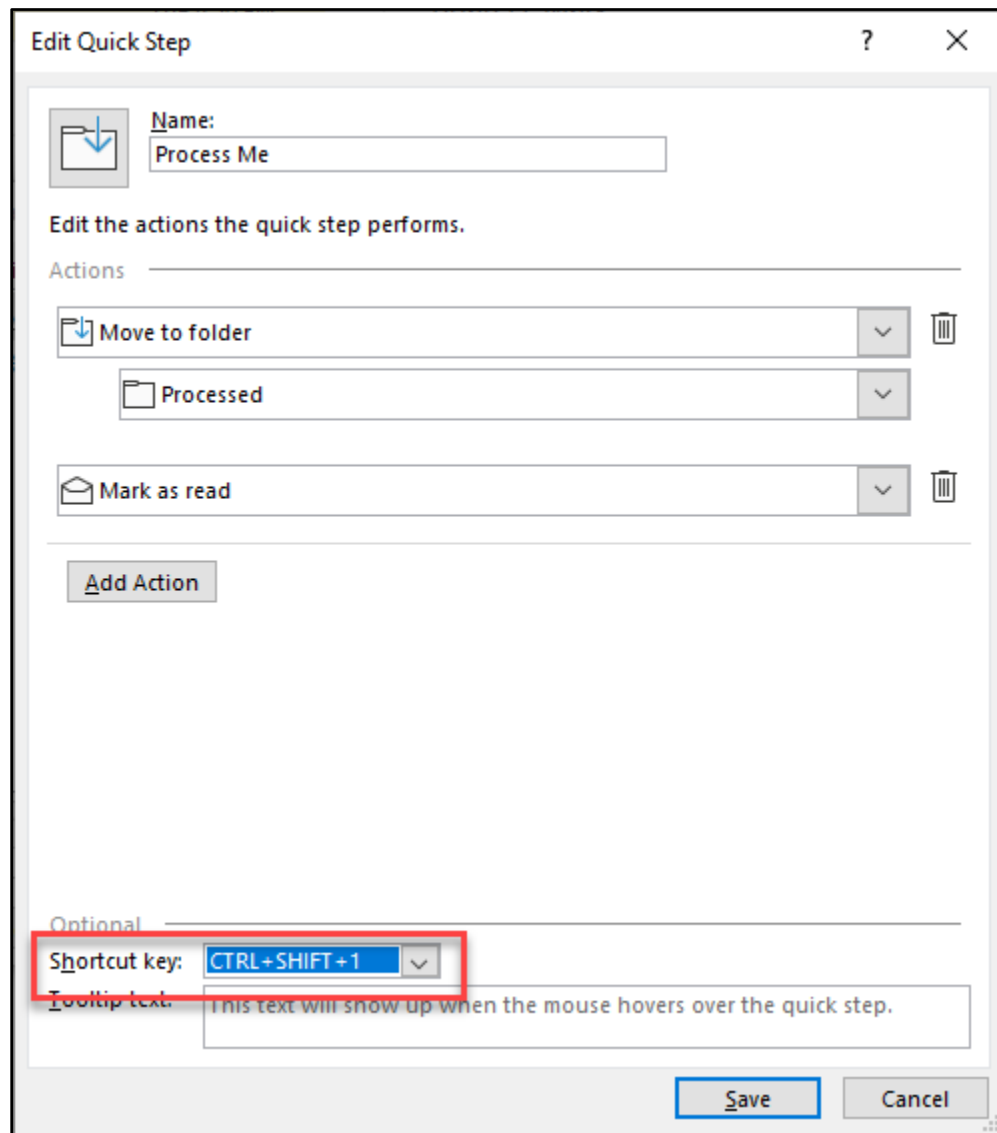 Edit Quick Step
Name:
Process Me
Edit the actions the quick step performs.
Actions
Move to folder
Processed
Mark as read
Add Action
Optional
Shortcut key: CTRL+SHIFT+1
Tooltip text: This text will show up when the mouse hovers over the quick step.
Save Cancel